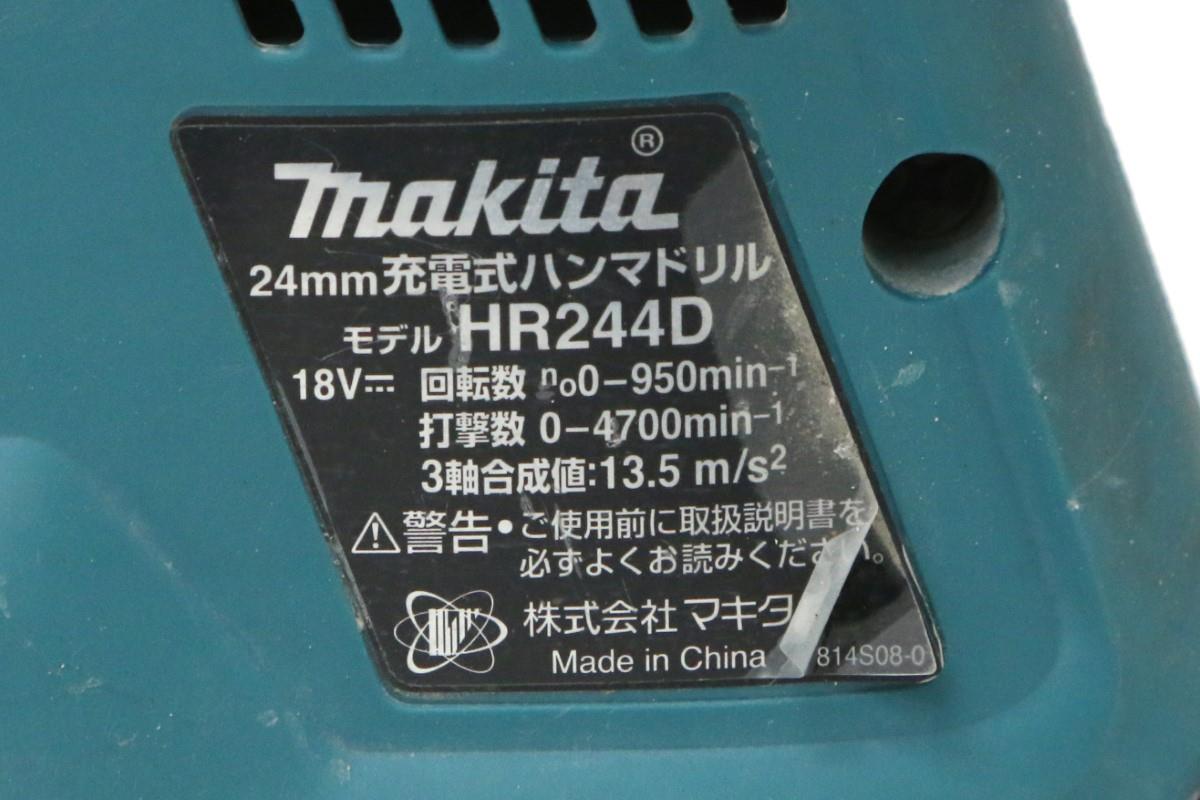 makita®
24mm充電式ハンマドリル
モデル HR244D
18V⎓ 回転数 n₀0-950min⁻¹
打撃数 0-4700min⁻¹
3軸合成値:13.5 m/s²
⚠警告・ご使用前に取扱説明書を
必ずよくお読みください。
株式会社 マキタ
Made in China 814S08-0